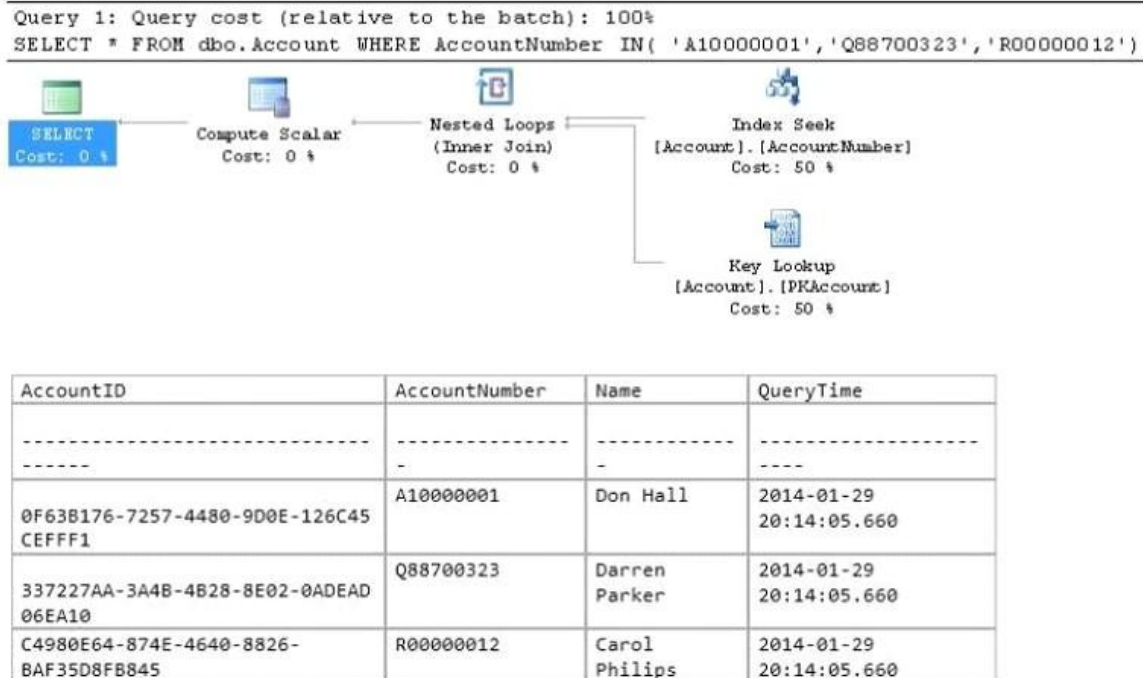 Query 1: Query cost (relative to the batch): 100%
SELECT * FROM dbo.Account WHERE AccountNumber IN( 'A10000001','Q88700323','R00000012')
SELECT
Cost: 0 %
Compute Scalar
Cost: 0 %
Nested Loops
(Inner Join)
Cost: 0 %
Index Seek
[Account].[AccountNumber]
Cost: 50 %
Key Lookup
[Account].[PKAccount]
Cost: 50 %
AccountID AccountNumber Name QueryTime
------------------------------ --------------- ------------ -------------------
------ - - ----
A10000001 Don Hall 2014-01-29
0F63B176-7257-4480-9D0E-126C45 20:14:05.660
CEFFF1
Q88700323 Darren 2014-01-29
337227AA-3A4B-4B28-8E02-0ADEAD Parker 20:14:05.660
06EA10
C4980E64-874E-4640-8826- R00000012 Carol 2014-01-29
BAF35D8FB845 Philips 20:14:05.660